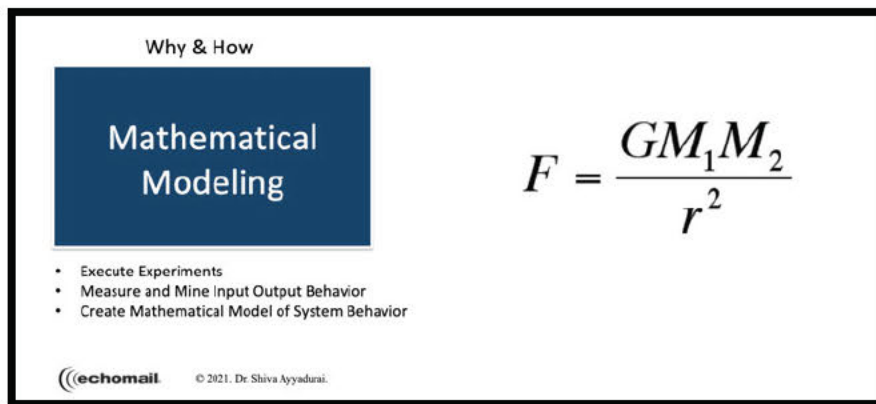 Why & How
Mathematical
Modeling
F = GM₁M₂ / r²
• Execute Experiments
• Measure and Mine Input Output Behavior
• Create Mathematical Model of System Behavior
(((echomail. © 2021. Dr. Shiva Ayyadurai.